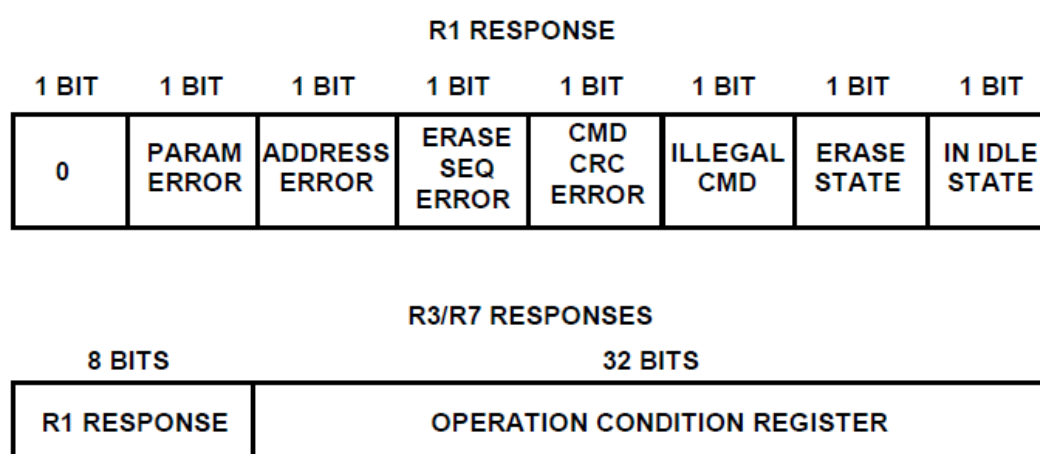 R1 RESPONSE
1 BIT 1 BIT 1 BIT 1 BIT 1 BIT 1 BIT 1 BIT 1 BIT
0
PARAM
ERROR
ADDRESS
ERROR
ERASE
SEQ
ERROR
CMD
CRC
ERROR
ILLEGAL
CMD
ERASE
STATE
IN IDLE
STATE
R3/R7 RESPONSES
8 BITS 32 BITS
R1 RESPONSE OPERATION CONDITION REGISTER